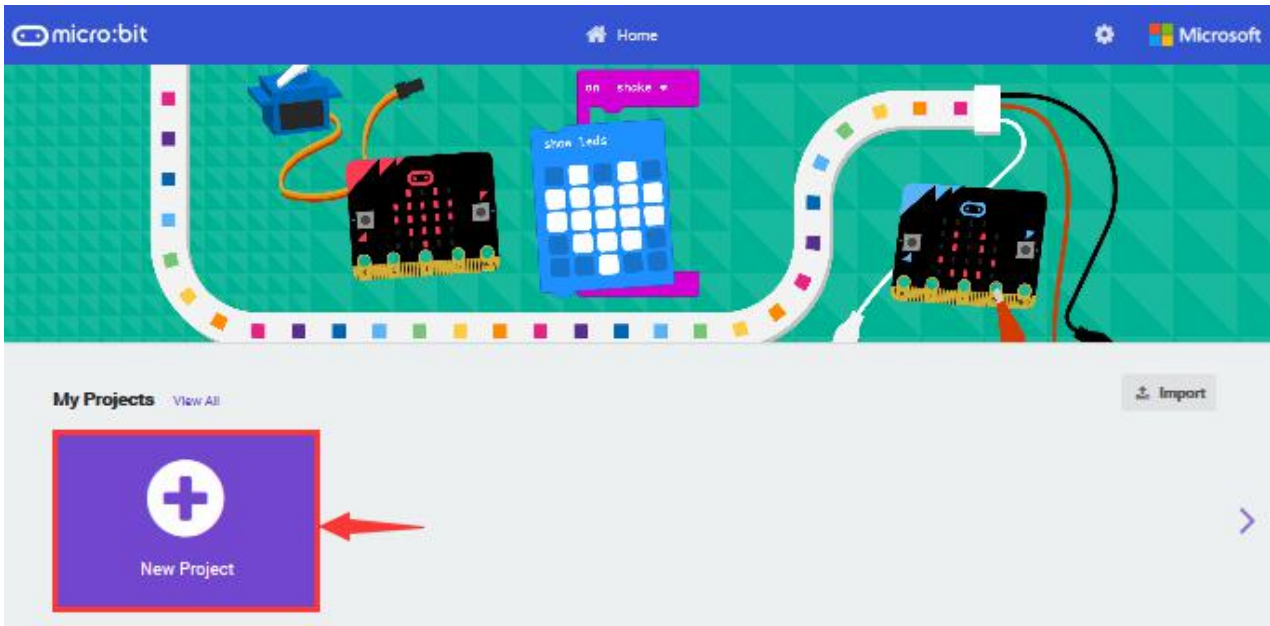 micro:bit
Home
Microsoft
on shake
show leds
My Projects View All
Import
New Project